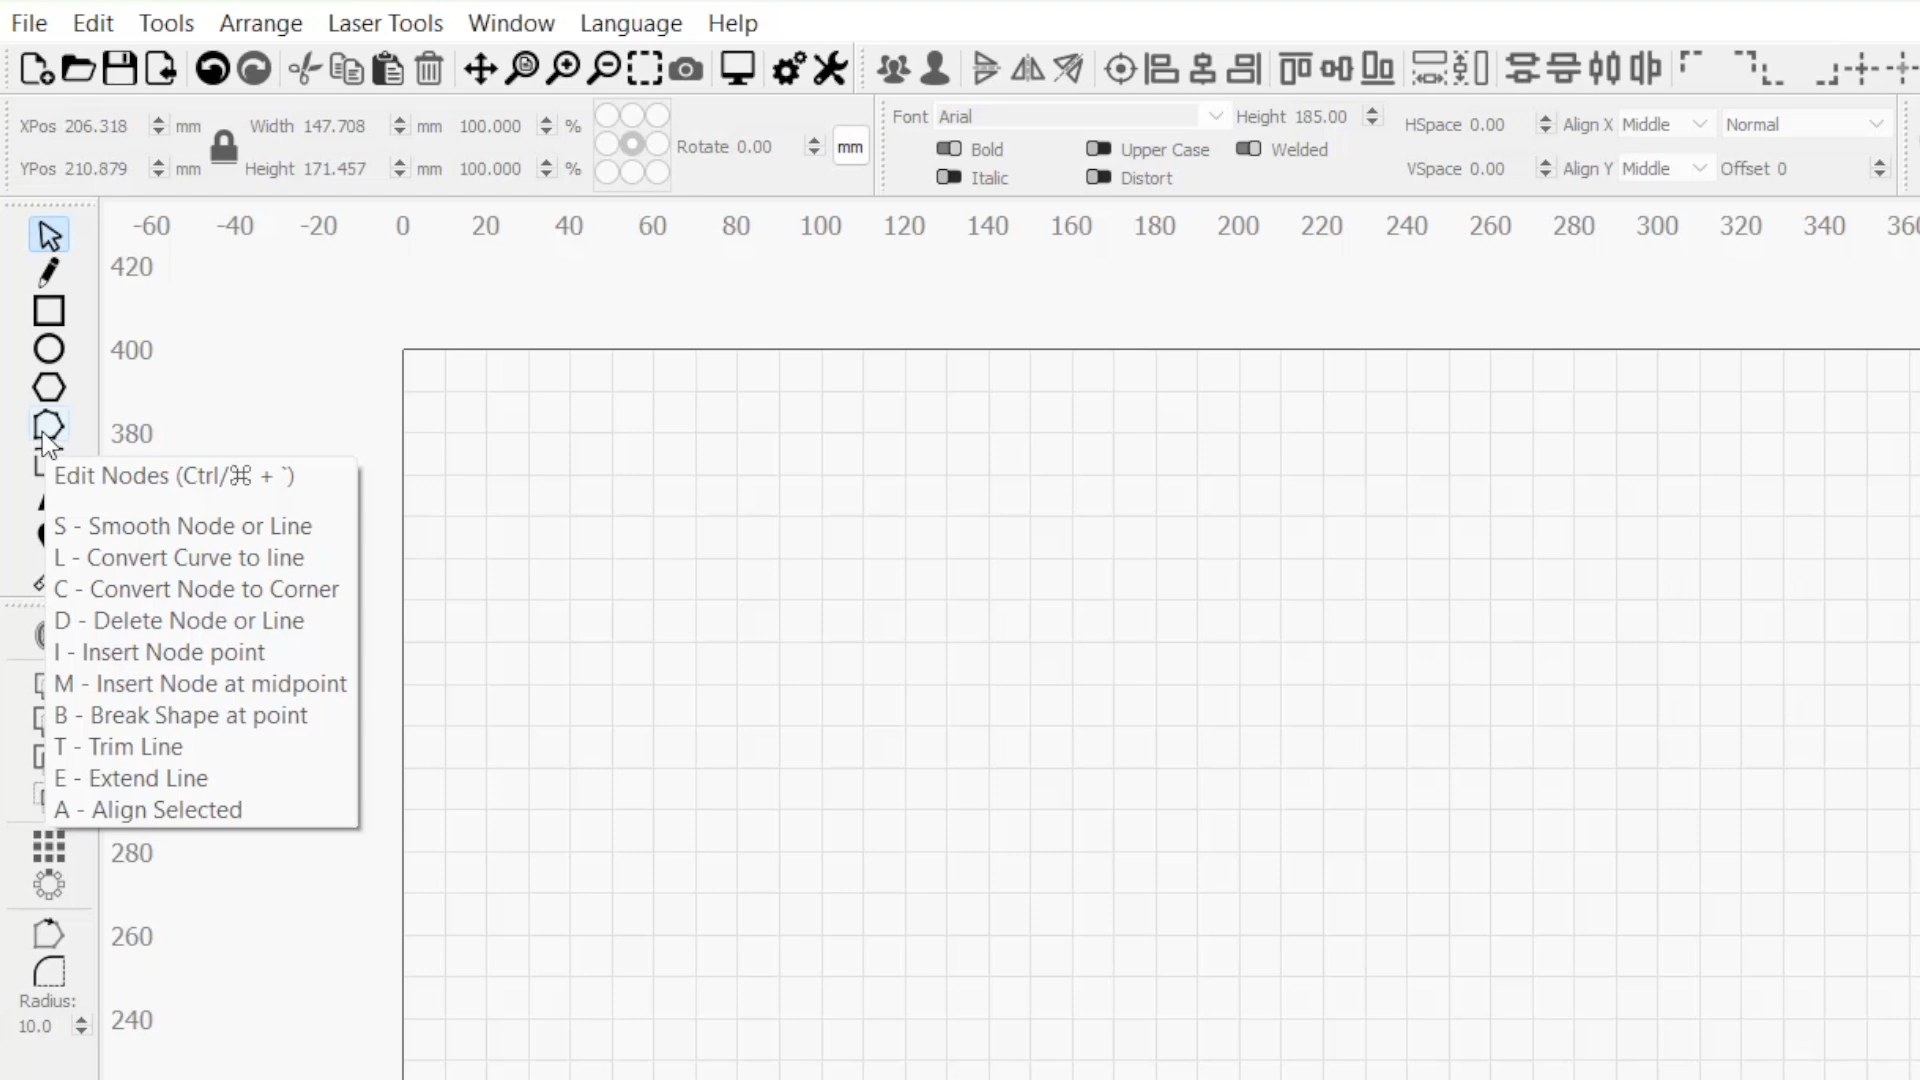 File Edit Tools Arrange Laser Tools Window Language Help
XPos 206.318 mm Width 147.708 mm 100.000 %
YPos 210.879 mm Height 171.457 mm 100.000 %
Rotate 0.00 mm
Font Arial Height 185.00
Bold Upper Case Welded
Italic Distort
HSpace 0.00 Align X Middle Normal
VSpace 0.00 Align Y Middle Offset 0
-60 -40 -20 0 20 40 60 80 100 120 140 160 180 200 220 240 260 280 300 320 340 360
420
400
380
Edit Nodes (Ctrl/⌘ + `)
S - Smooth Node or Line
L - Convert Curve to line
C - Convert Node to Corner
D - Delete Node or Line
I - Insert Node point
M - Insert Node at midpoint
B - Break Shape at point
T - Trim Line
E - Extend Line
A - Align Selected
280
260
240
Radius:
10.0